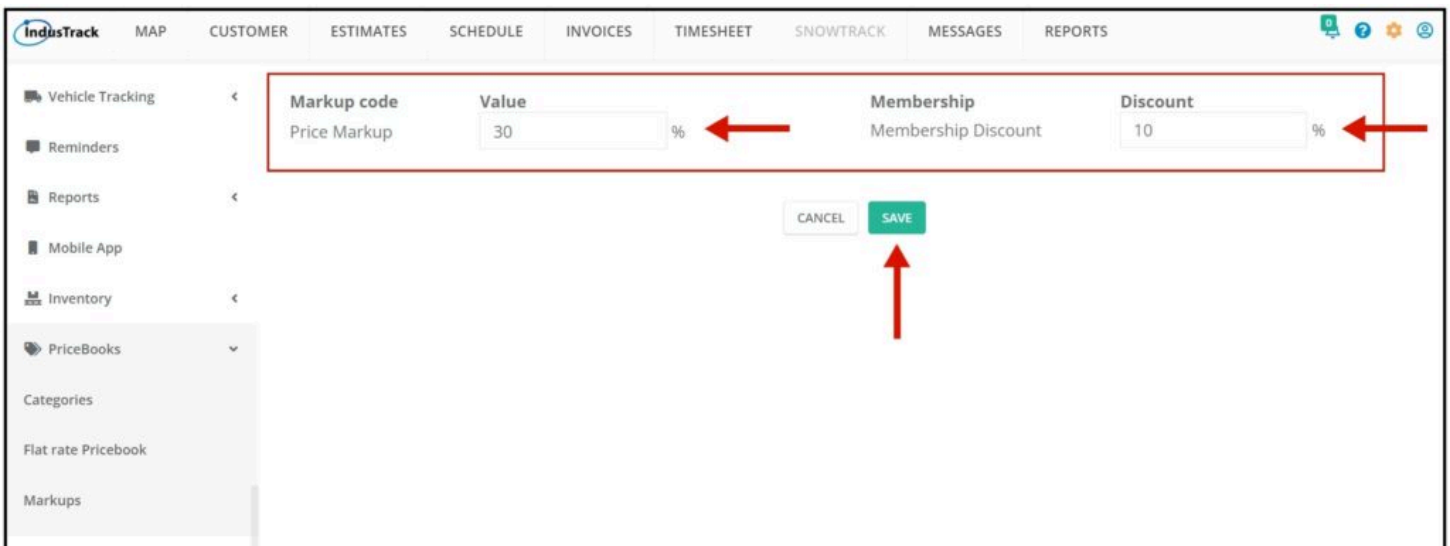 IndusTrack MAP CUSTOMER ESTIMATES SCHEDULE INVOICES TIMESHEET SNOWTRACK MESSAGES REPORTS 0
Vehicle Tracking
Reminders
Reports
Mobile App
Inventory
PriceBooks
Categories
Flat rate Pricebook
Markups
Markup code Value Membership Discount
Price Markup 30 % Membership Discount 10 %
CANCEL SAVE